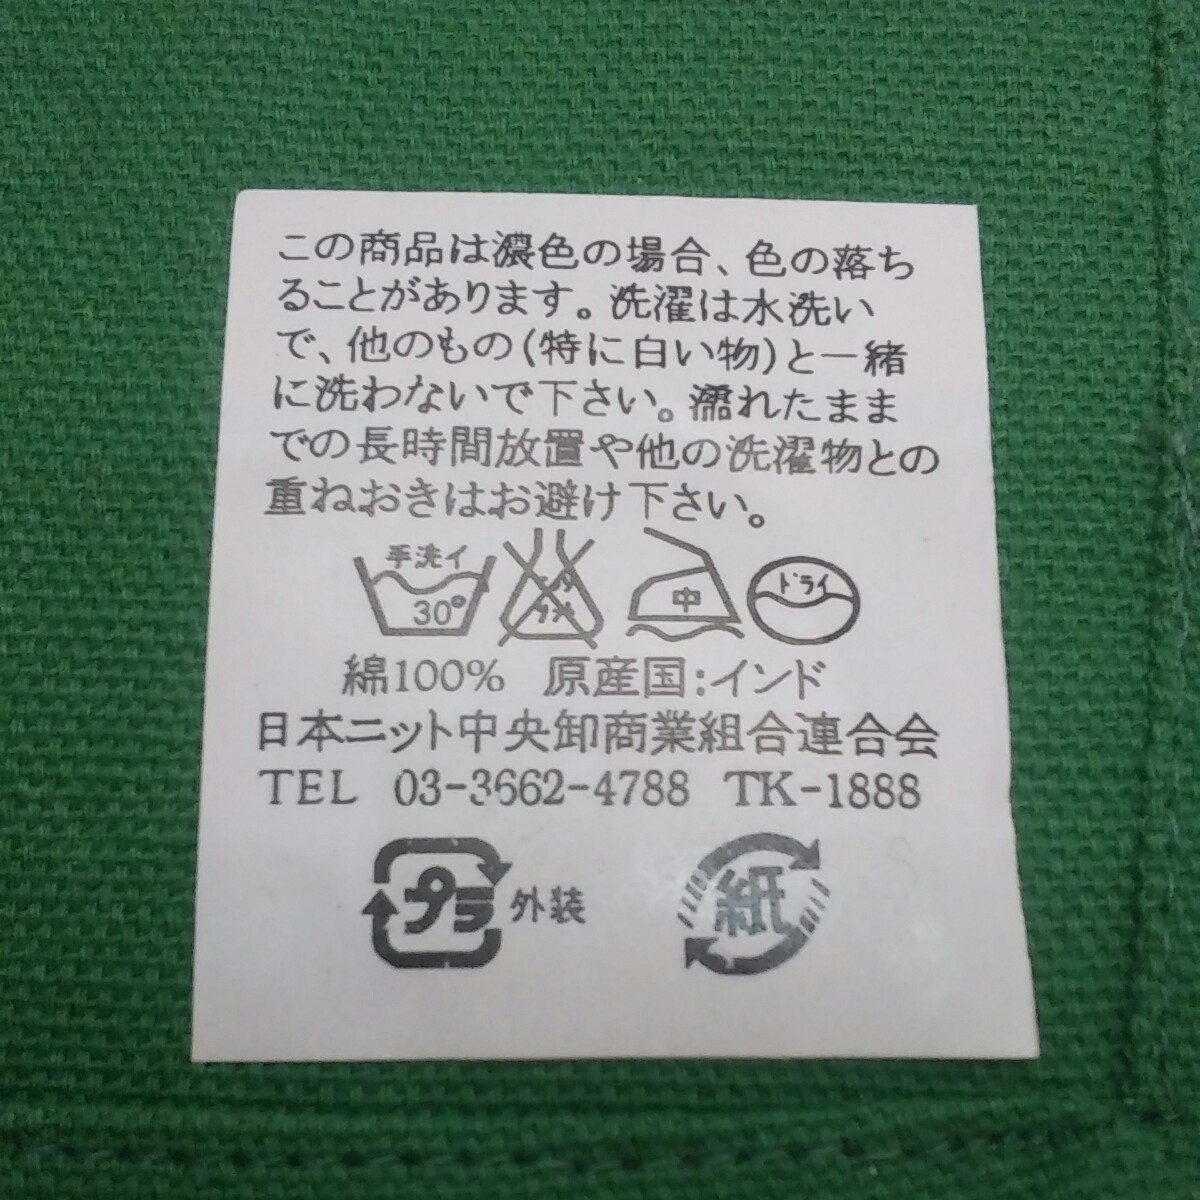 この商品は濃色の場合、色の落ち
ることがあります。洗濯は水洗い
で、他のもの(特に白い物)と一緒
に洗わないで下さい。濡れたまま
での長時間放置や他の洗濯物との
重ねおきはお避け下さい。
手洗イ 中 ドライ
30°
綿100% 原産国:インド
日本ニット中央卸商業組合連合会
TEL 03-3662-4788 TK-1888
プラ 外装 紙